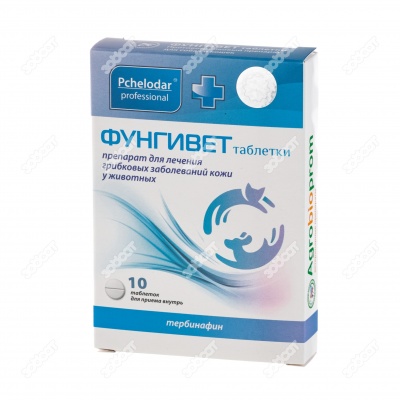 Pchelodar®
professional
ФУНГИВЕТ таблетки
препарат для лечения
грибковых заболеваний кожи
у животных
10
таблеток
для приема внутрь
тербинафин
Agrobioprom